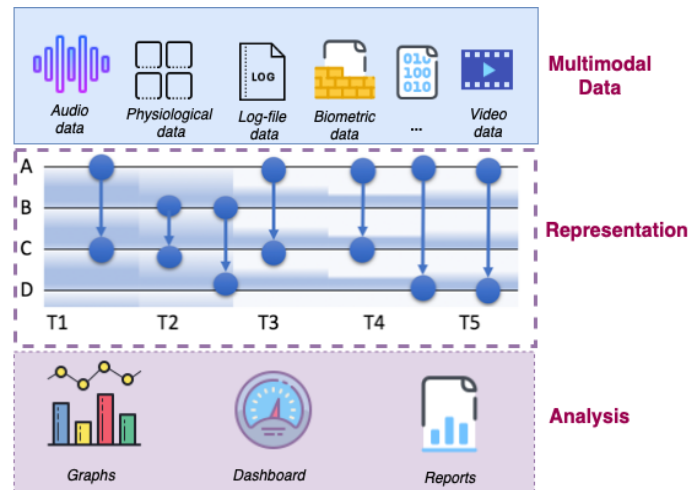 LOG
010
100
010
Audio
data
Physiological
data
Log-file
data
Biometric
data
...
Video
data
Multimodal
Data
A
B
C
D
T1 T2 T3 T4 T5
Representation
Graphs
Dashboard
Reports
Analysis